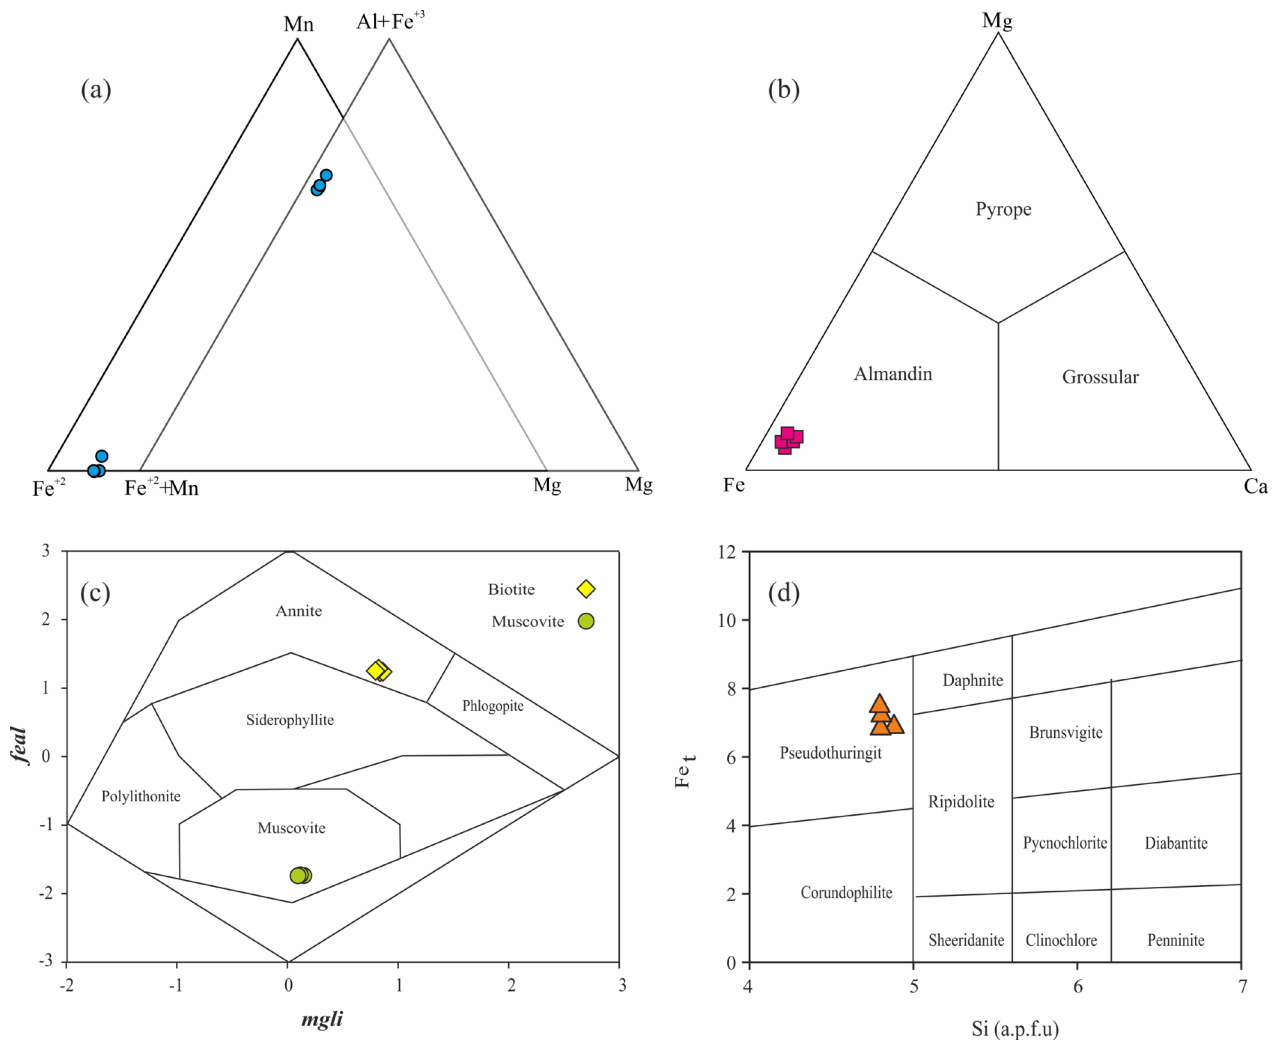 Mn
Al+Fe+3
(a)
Fe+2
Fe+2+Mn
Mg
Mg
Mg
(b)
Pyrope
Almandin
Grossular
Fe
Ca
3
2
1
0
-1
-2
-3
feal
(c)
Biotite
Muscovite
Annite
Siderophyllite
Phlogopite
Polylithonite
Muscovite
-2
-1
0
1
2
3
mgli
12
10
8
6
4
2
0
Fe t
(d)
Daphnite
Pseudothuringit
Brunsvigite
Ripidolite
Pycnochlorite
Diabantite
Corundophilite
Sheeridanite
Clinochlore
Penninite
4
5
6
7
Si (a.p.f.u)